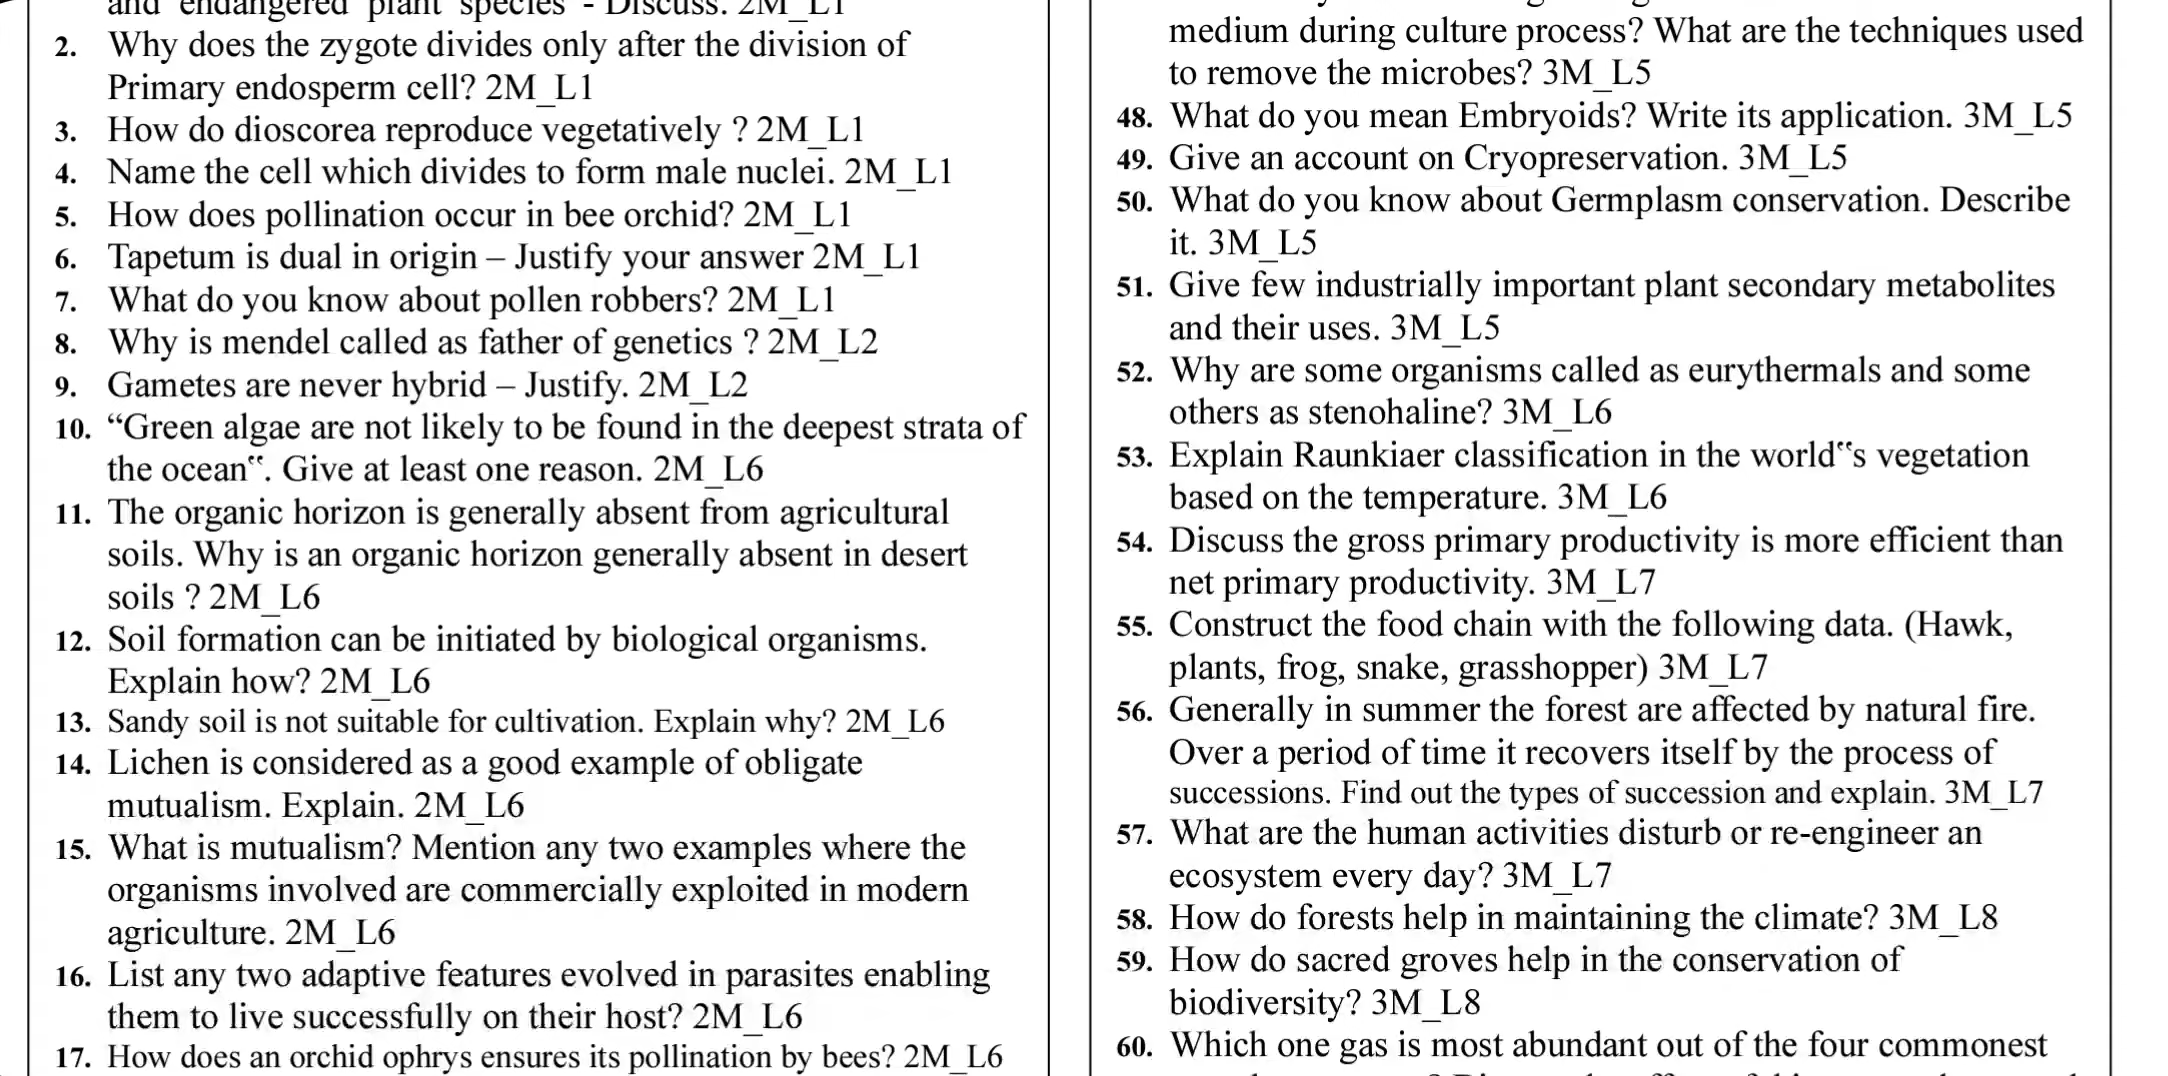 and endangered plant species - Discuss. 2M_L1
2. Why does the zygote divides only after the division of
Primary endosperm cell? 2M_L1
3. How do dioscorea reproduce vegetatively ? 2M_L1
4. Name the cell which divides to form male nuclei. 2M_L1
5. How does pollination occur in bee orchid? 2M_L1
6. Tapetum is dual in origin – Justify your answer 2M_L1
7. What do you know about pollen robbers? 2M_L1
8. Why is mendel called as father of genetics ? 2M_L2
9. Gametes are never hybrid – Justify. 2M_L2
10. “Green algae are not likely to be found in the deepest strata of
the ocean‟. Give at least one reason. 2M_L6
11. The organic horizon is generally absent from agricultural
soils. Why is an organic horizon generally absent in desert
soils ? 2M_L6
12. Soil formation can be initiated by biological organisms.
Explain how? 2M_L6
13. Sandy soil is not suitable for cultivation. Explain why? 2M_L6
14. Lichen is considered as a good example of obligate
mutualism. Explain. 2M_L6
15. What is mutualism? Mention any two examples where the
organisms involved are commercially exploited in modern
agriculture. 2M_L6
16. List any two adaptive features evolved in parasites enabling
them to live successfully on their host? 2M_L6
17. How does an orchid ophrys ensures its pollination by bees? 2M_L6
medium during culture process? What are the techniques used
to remove the microbes? 3M_L5
48. What do you mean Embryoids? Write its application. 3M_L5
49. Give an account on Cryopreservation. 3M_L5
50. What do you know about Germplasm conservation. Describe
it. 3M_L5
51. Give few industrially important plant secondary metabolites
and their uses. 3M_L5
52. Why are some organisms called as eurythermals and some
others as stenohaline? 3M_L6
53. Explain Raunkiaer classification in the world‟s vegetation
based on the temperature. 3M_L6
54. Discuss the gross primary productivity is more efficient than
net primary productivity. 3M_L7
55. Construct the food chain with the following data. (Hawk,
plants, frog, snake, grasshopper) 3M_L7
56. Generally in summer the forest are affected by natural fire.
Over a period of time it recovers itself by the process of
successions. Find out the types of succession and explain. 3M_L7
57. What are the human activities disturb or re-engineer an
ecosystem every day? 3M_L7
58. How do forests help in maintaining the climate? 3M_L8
59. How do sacred groves help in the conservation of
biodiversity? 3M_L8
60. Which one gas is most abundant out of the four commonest